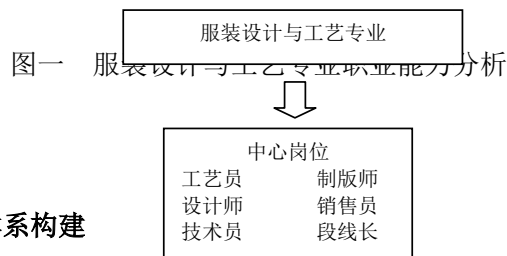 服装设计与工艺专业
图一 服装设计与工艺专业职业能力分析
中心岗位
工艺员 制版师
设计师 销售员
技术员 段线长
系构建